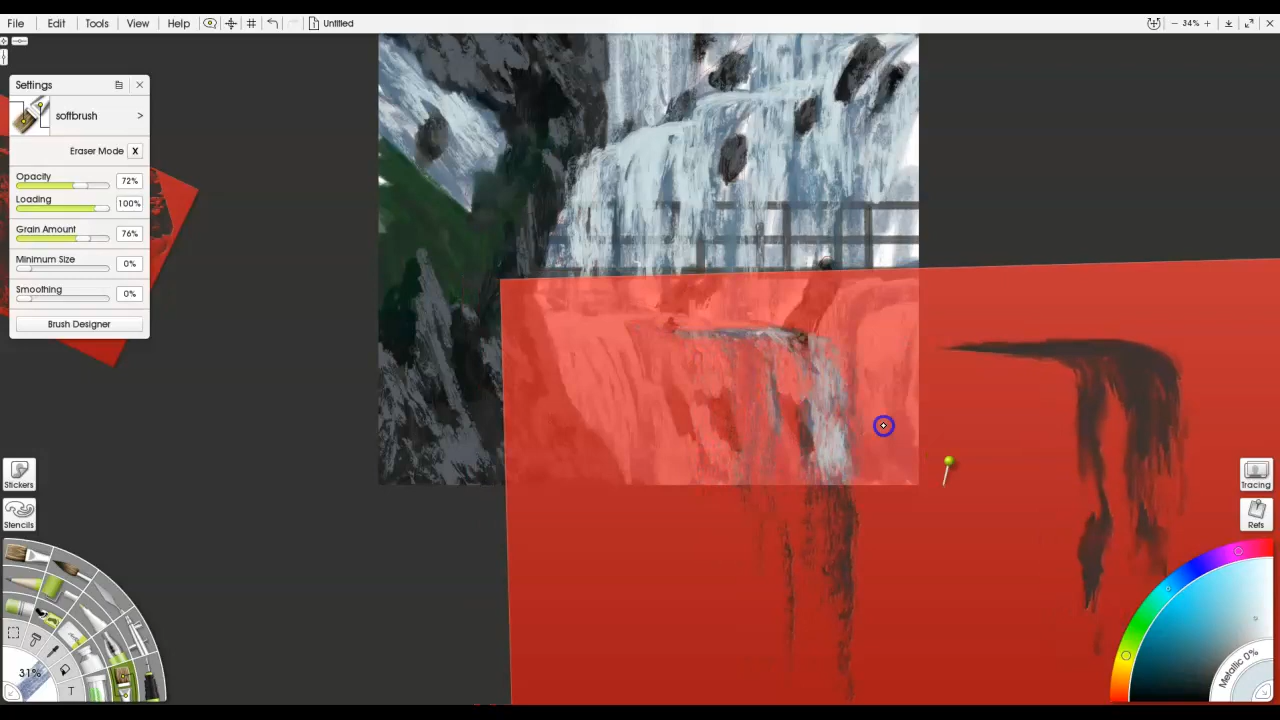 File Edit Tools View Help Untitled 34%
Settings
softbrush >
Eraser Mode X
Opacity 72%
Loading 100%
Grain Amount 76%
Minimum Size 0%
Smoothing 0%
Brush Designer
Stickers
Stencils
Tracing
Refs
31%
T
Metallic 0%